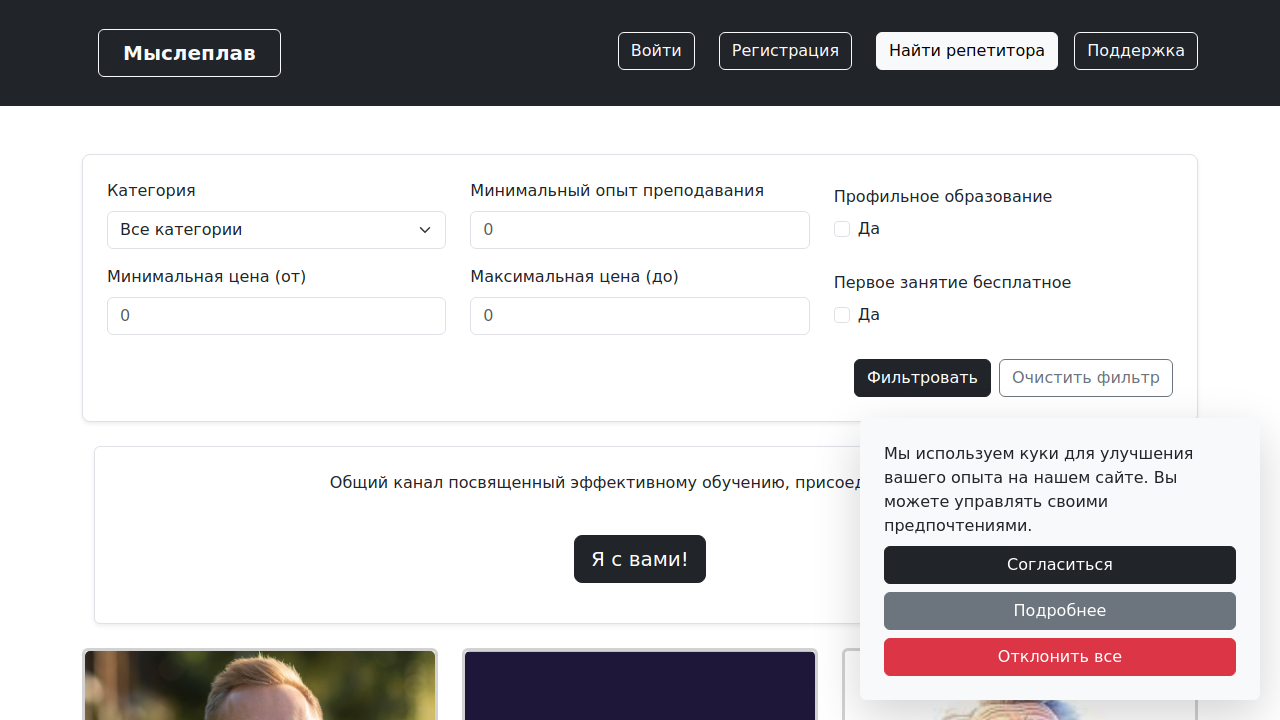 Мыслеплав
Войти
Регистрация
Найти репетитора
Поддержка
Категория
Все категории
Минимальный опыт преподавания
0
Профильное образование
Да
Минимальная цена (от)
0
Максимальная цена (до)
0
Первое занятие бесплатное
Да
Фильтровать
Очистить фильтр
Общий канал посвященный эффективному обучению, присоед
Я с вами!
Мы используем куки для улучшения
вашего опыта на нашем сайте. Вы
можете управлять своими
предпочтениями.
Согласиться
Подробнее
Отклонить все